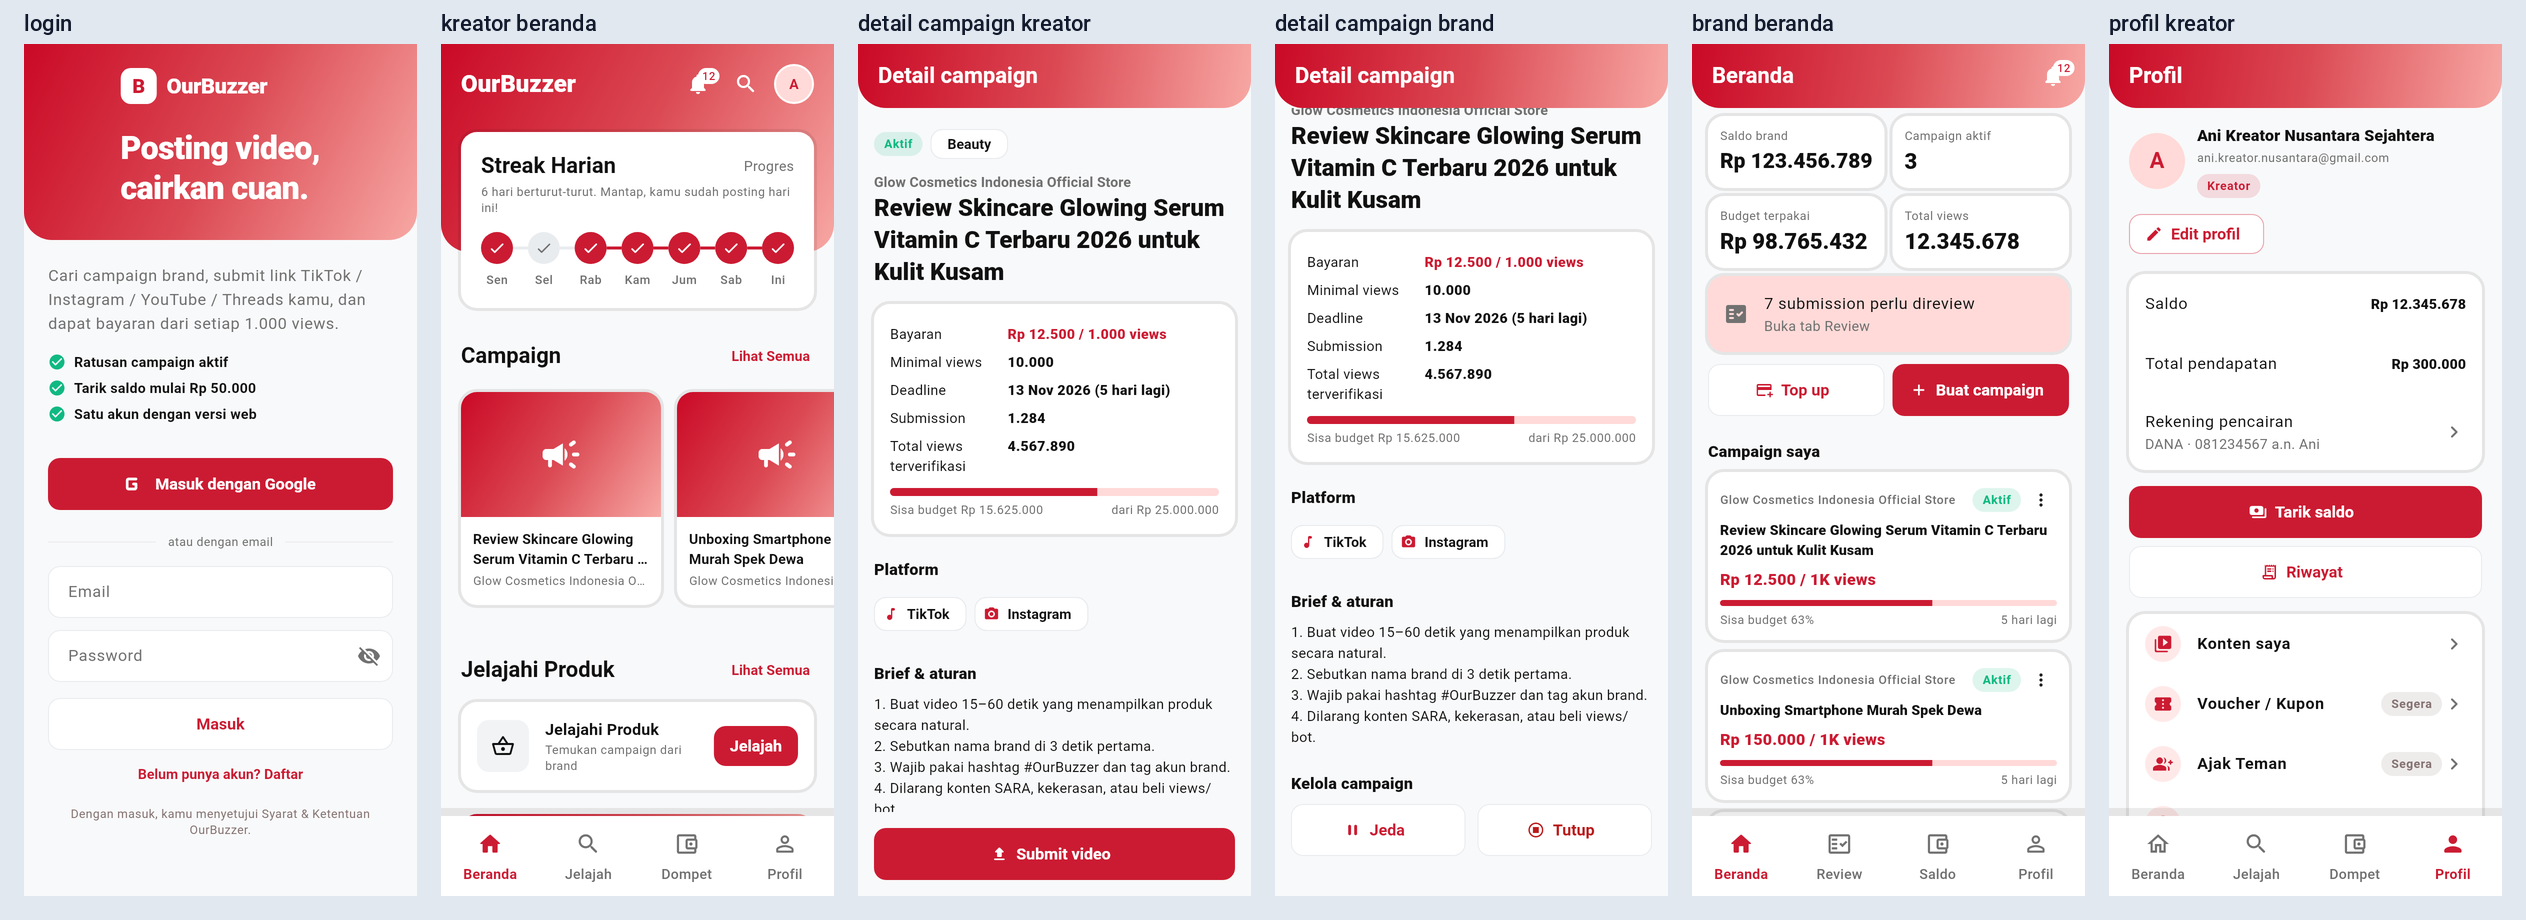 login
B OurBuzzer
Posting video,
cairkan cuan.
Cari campaign brand, submit link TikTok /
Instagram / YouTube / Threads kamu, dan
dapat bayaran dari setiap 1.000 views.
Ratusan campaign aktif
Tarik saldo mulai Rp 50.000
Satu akun dengan versi web
G Masuk dengan Google
atau dengan email
Email
Password
Masuk
Belum punya akun? Daftar
Dengan masuk, kamu menyetujui Syarat & Ketentuan
OurBuzzer.
kreator beranda
OurBuzzer
12
A
Streak Harian
Progres
6 hari berturut-turut. Mantap, kamu sudah posting hari
ini!
Sen Sel Rab Kam Jum Sab Ini
Campaign
Lihat Semua
Review Skincare Glowing
Serum Vitamin C Terbaru ...
Glow Cosmetics Indonesia O...
Unboxing Smartphone
Murah Spek Dewa
Glow Cosmetics Indonesi
Jelajahi Produk
Lihat Semua
Jelajahi Produk
Temukan campaign dari
brand
Jelajah
Beranda Jelajah Dompet Profil
detail campaign kreator
Detail campaign
Aktif Beauty
Glow Cosmetics Indonesia Official Store
Review Skincare Glowing Serum
Vitamin C Terbaru 2026 untuk
Kulit Kusam
Bayaran Rp 12.500 / 1.000 views
Minimal views 10.000
Deadline 13 Nov 2026 (5 hari lagi)
Submission 1.284
Total views 4.567.890
terverifikasi
Sisa budget Rp 15.625.000 dari Rp 25.000.000
Platform
TikTok Instagram
Brief & aturan
1. Buat video 15–60 detik yang menampilkan produk
secara natural.
2. Sebutkan nama brand di 3 detik pertama.
3. Wajib pakai hashtag #OurBuzzer dan tag akun brand.
4. Dilarang konten SARA, kekerasan, atau beli views/
bot.
Submit video
detail campaign brand
Detail campaign
Glow Cosmetics Indonesia Official Store
Review Skincare Glowing Serum
Vitamin C Terbaru 2026 untuk
Kulit Kusam
Bayaran Rp 12.500 / 1.000 views
Minimal views 10.000
Deadline 13 Nov 2026 (5 hari lagi)
Submission 1.284
Total views 4.567.890
terverifikasi
Sisa budget Rp 15.625.000 dari Rp 25.000.000
Platform
TikTok Instagram
Brief & aturan
1. Buat video 15–60 detik yang menampilkan produk
secara natural.
2. Sebutkan nama brand di 3 detik pertama.
3. Wajib pakai hashtag #OurBuzzer dan tag akun brand.
4. Dilarang konten SARA, kekerasan, atau beli views/
bot.
Kelola campaign
Jeda Tutup
brand beranda
Beranda
12
Saldo brand
Rp 123.456.789
Campaign aktif
3
Budget terpakai
Rp 98.765.432
Total views
12.345.678
7 submission perlu direview
Buka tab Review
Top up
+ Buat campaign
Campaign saya
Glow Cosmetics Indonesia Official Store Aktif
Review Skincare Glowing Serum Vitamin C Terbaru
2026 untuk Kulit Kusam
Rp 12.500 / 1K views
Sisa budget 63% 5 hari lagi
Glow Cosmetics Indonesia Official Store Aktif
Unboxing Smartphone Murah Spek Dewa
Rp 150.000 / 1K views
Sisa budget 63% 5 hari lagi
Beranda Review Saldo Profil
profil kreator
Profil
A
Ani Kreator Nusantara Sejahtera
ani.kreator.nusantara@gmail.com
Kreator
Edit profil
Saldo Rp 12.345.678
Total pendapatan Rp 300.000
Rekening pencairan
DANA · 081234567 a.n. Ani
Tarik saldo
Riwayat
Konten saya
Voucher / Kupon Segera
Ajak Teman Segera
Beranda Jelajah Dompet Profil